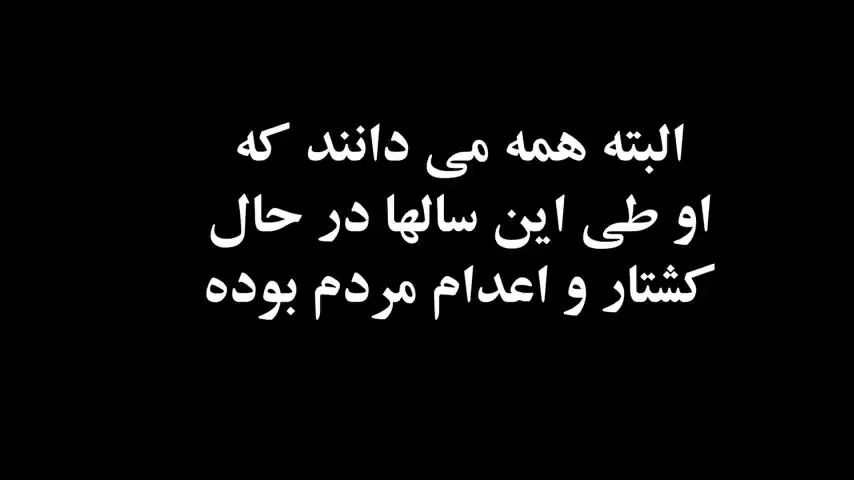 البته همه می دانند که
او طی این سالها در حال
کشتار و اعدام مردم بوده